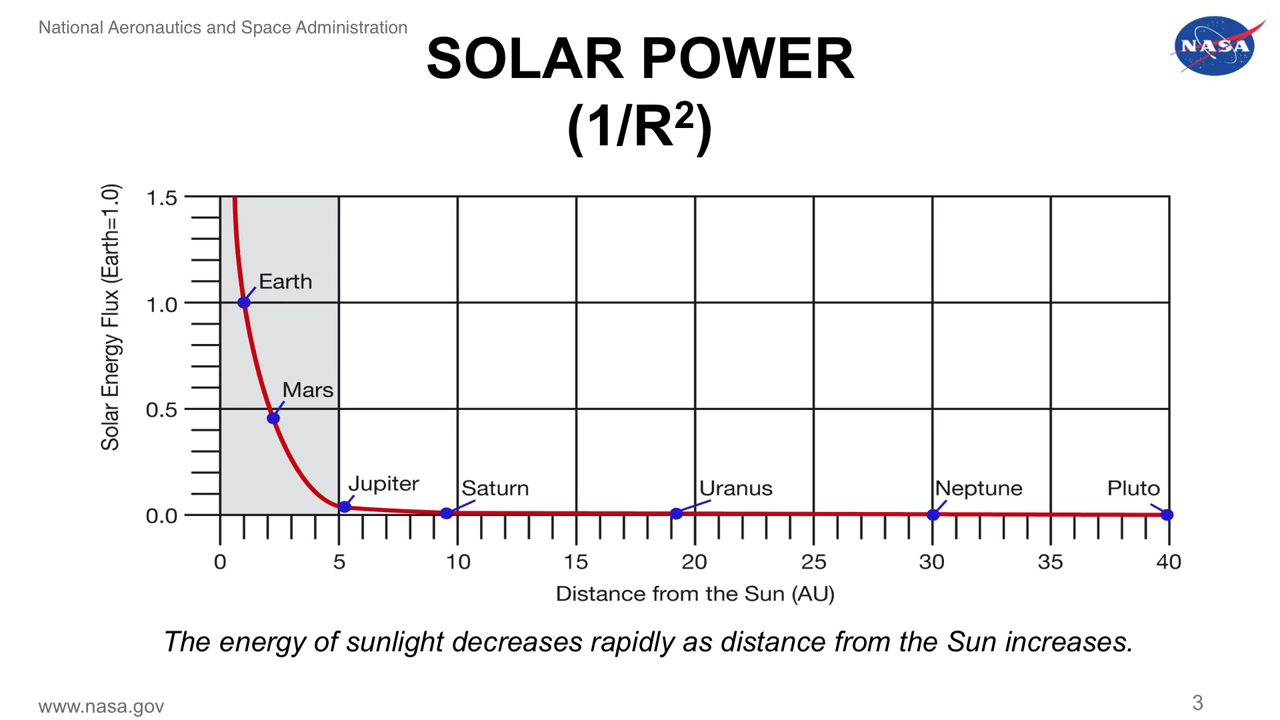 National Aeronautics and Space Administration
NASA
SOLAR POWER
(1/R²)
Solar Energy Flux (Earth=1.0)
1.5
1.0
0.5
0.0
Earth
Mars
Jupiter
Saturn
Uranus
Neptune
Pluto
0 5 10 15 20 25 30 35 40
Distance from the Sun (AU)
The energy of sunlight decreases rapidly as distance from the Sun increases.
www.nasa.gov
3